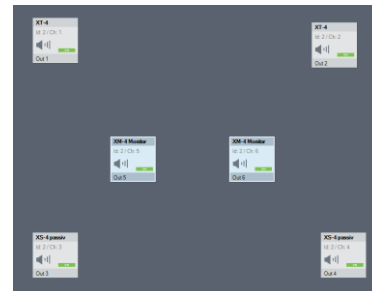 XT-4
Id: 2 / Ch: 1
Out 1
XT-4
Id: 2 / Ch: 2
Out 2
XM-4 Monitor
Id: 2 / Ch: 5
Out 5
XM-4 Monitor
Id: 2 / Ch: 6
Out 6
XS-4 passiv
Id: 2 / Ch: 3
Out 3
XS-4 passiv
Id: 2 / Ch: 4
Out 4